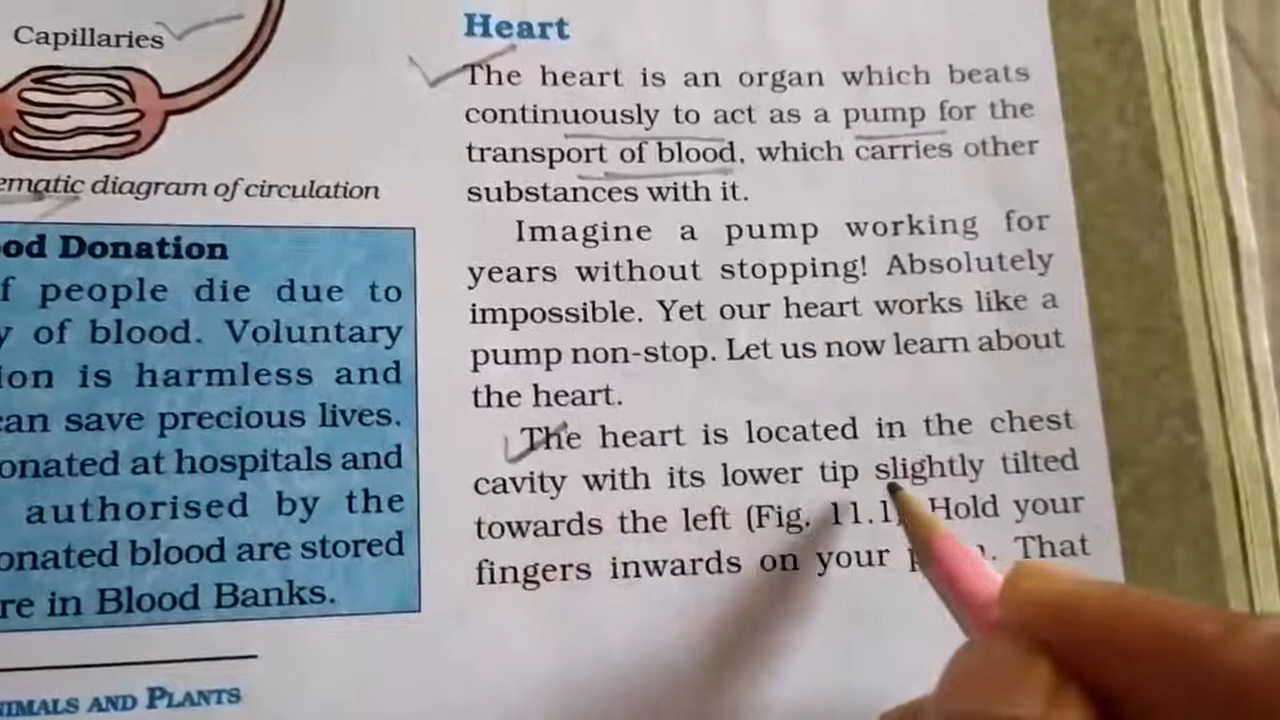 Capillaries
ematic diagram of circulation
ood Donation
f people die due to
y of blood. Voluntary
ion is harmless and
can save precious lives.
onated at hospitals and
authorised by the
onated blood are stored
re in Blood Banks.
NIMALS AND PLANTS
Heart
The heart is an organ which beats
continuously to act as a pump for the
transport of blood, which carries other
substances with it.
Imagine a pump working for
years without stopping! Absolutely
impossible. Yet our heart works like a
pump non-stop. Let us now learn about
the heart.
The heart is located in the chest
cavity with its lower tip slightly tilted
towards the left (Fig. 11.1). Hold your
fingers inwards on your That